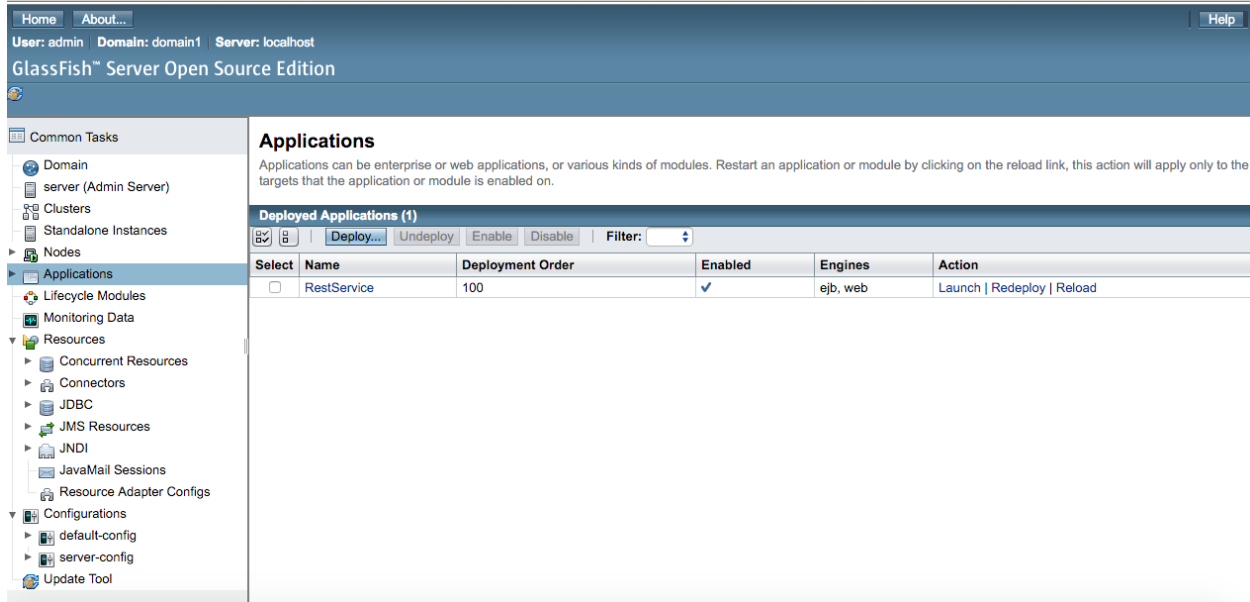 Home About... Help
User: admin Domain: domain1 Server: localhost
GlassFish™ Server Open Source Edition
Common Tasks
Domain
server (Admin Server)
Clusters
Standalone Instances
Nodes
Applications
Lifecycle Modules
Monitoring Data
Resources
Concurrent Resources
Connectors
JDBC
JMS Resources
JNDI
JavaMail Sessions
Resource Adapter Configs
Configurations
default-config
server-config
Update Tool
Applications
Applications can be enterprise or web applications, or various kinds of modules. Restart an application or module by clicking on the reload link, this action will apply only to the
targets that the application or module is enabled on.
Deployed Applications (1)
Deploy... Undeploy Enable Disable Filter:
Select Name Deployment Order Enabled Engines Action
RestService 100 ejb, web Launch | Redeploy | Reload